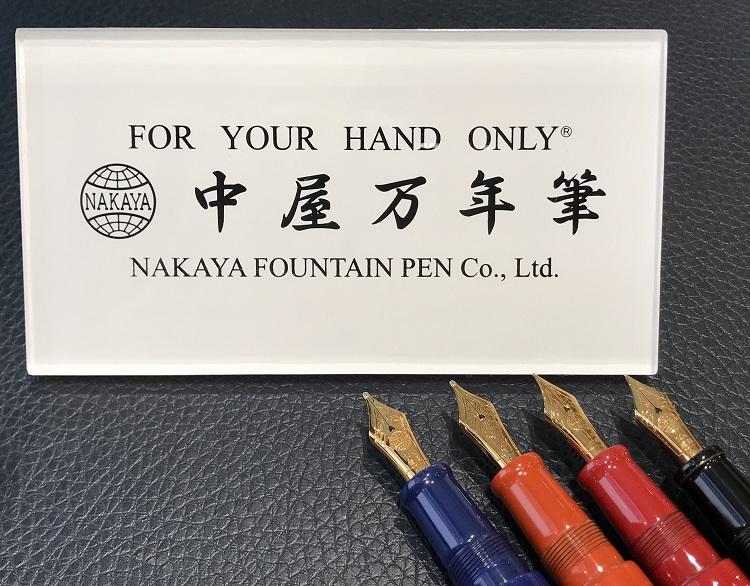 FOR YOUR HAND ONLY®
NAKAYA
中屋万年筆
NAKAYA FOUNTAIN PEN Co., Ltd.